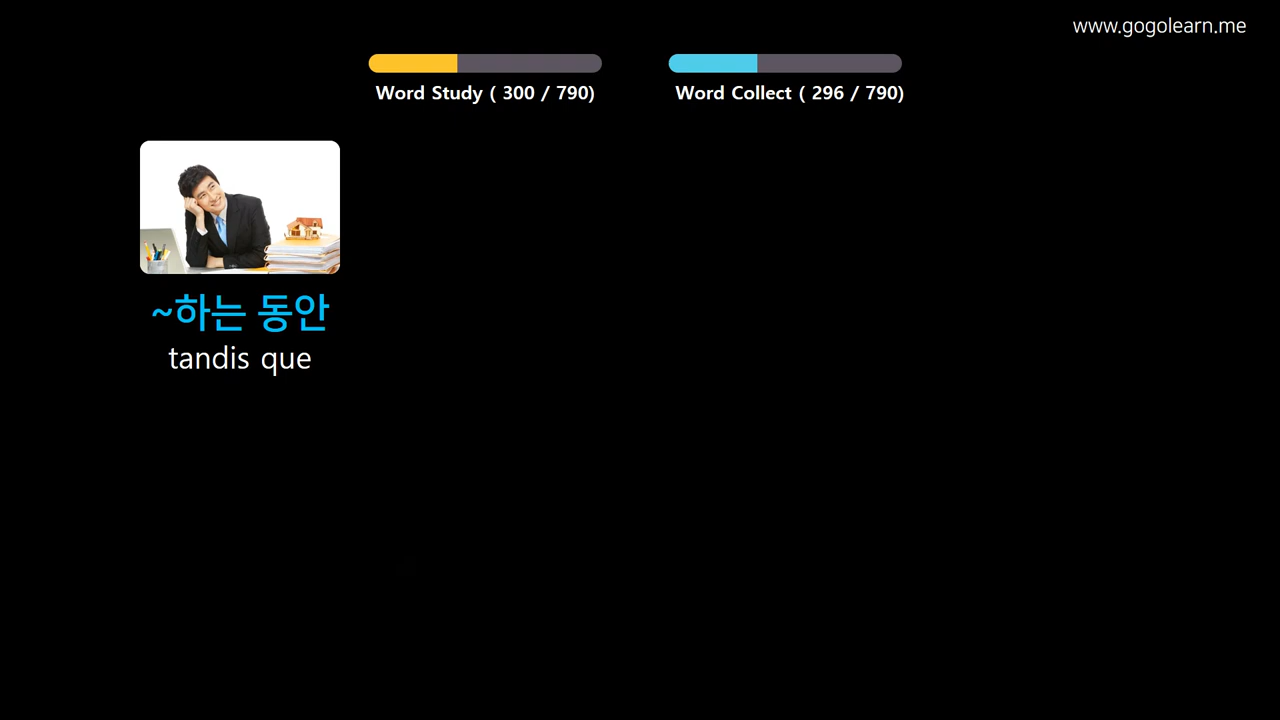 www.gogolearn.me
Word Study ( 300 / 790)
Word Collect ( 296 / 790)
~하는 동안
tandis que